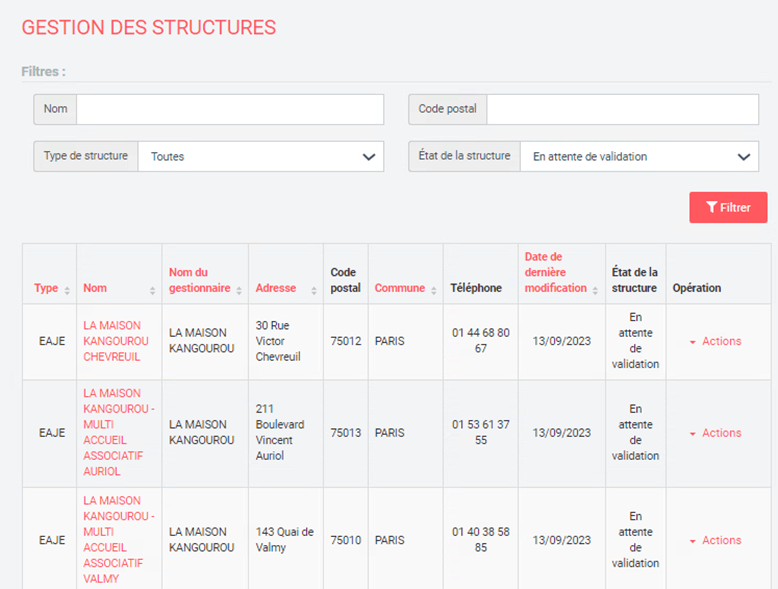 GESTION DES STRUCTURES
Filtres :
Nom
Code postal
Type de structure Toutes
État de la structure En attente de validation
Filtrer
Type
Nom
Nom du
gestionnaire
Adresse
Code
postal
Commune
Téléphone
Date de
dernière
modification
État de la
structure
Opération
EAJE
LA MAISON
KANGOUROU
CHEVREUIL
LA MAISON
KANGOUROU
30 Rue
Victor
Chevreuil
75012
PARIS
01 44 68 80
67
13/09/2023
En
attente
de
validation
Actions
EAJE
LA MAISON
KANGOUROU -
MULTI
ACCUEIL
ASSOCIATIF
AURIOL
LA MAISON
KANGOUROU
211
Boulevard
Vincent
Auriol
75013
PARIS
01 53 61 37
55
13/09/2023
En
attente
de
validation
Actions
EAJE
LA MAISON
KANGOUROU -
MULTI
ACCUEIL
ASSOCIATIF
VALMY
LA MAISON
KANGOUROU
143 Quai de
Valmy
75010
PARIS
01 40 38 58
85
13/09/2023
En
attente
de
validation
Actions